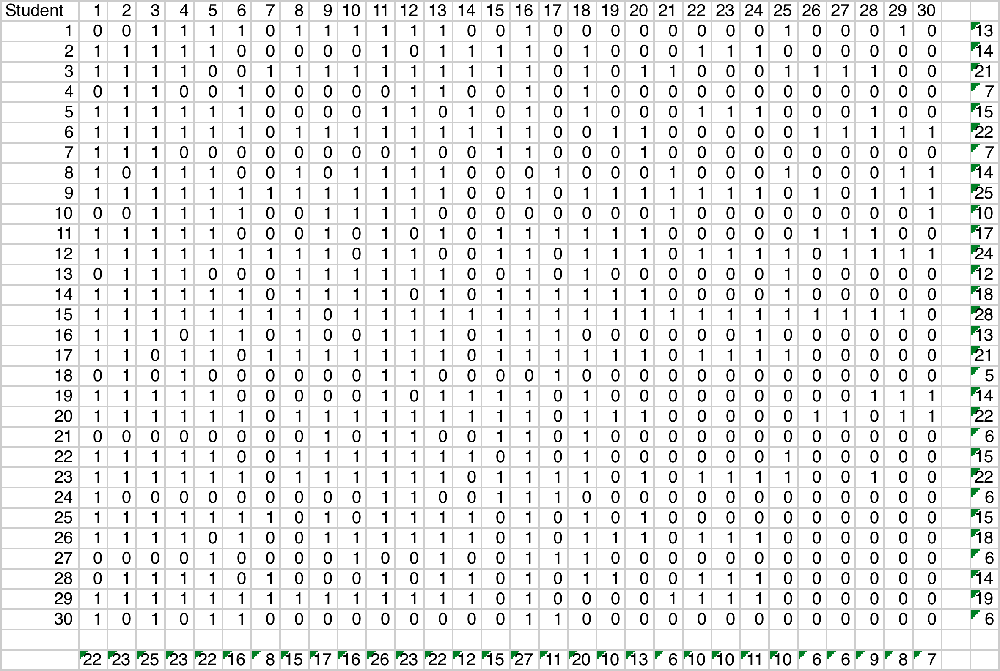 Student 1 2 3 4 5 6 7 8 9 10 11 12 13 14 15 16 17 18 19 20 21 22 23 24 25 26 27 28 29 30
1 0 0 1 1 1 1 0 1 1 1 1 1 1 0 0 1 0 0 0 0 0 0 0 0 1 0 0 0 1 0 13
2 1 1 1 1 1 0 0 0 0 0 1 0 1 1 1 1 0 1 0 0 0 1 1 1 0 0 0 0 0 0 14
3 1 1 1 1 0 0 1 1 1 1 1 1 1 1 1 1 0 1 0 1 1 0 0 0 1 1 1 1 0 0 21
4 0 1 1 0 0 1 0 0 0 0 0 1 1 0 0 1 0 1 0 0 0 0 0 0 0 0 0 0 0 0 7
5 1 1 1 1 1 1 0 0 0 0 1 1 0 1 0 1 0 1 0 0 0 1 1 1 0 0 0 1 0 0 15
6 1 1 1 1 1 1 0 1 1 1 1 1 1 1 1 1 0 0 1 1 0 0 0 0 0 1 1 1 1 1 22
7 1 1 1 0 0 0 0 0 0 0 0 1 0 0 1 1 0 0 0 1 0 0 0 0 0 0 0 0 0 0 7
8 1 0 1 1 1 0 0 1 0 1 1 1 1 0 0 0 1 0 0 0 1 0 0 0 1 0 0 0 1 1 14
9 1 1 1 1 1 1 1 1 1 1 1 1 1 0 0 1 0 1 1 1 1 1 1 1 0 1 0 1 1 1 25
10 0 0 1 1 1 1 0 0 1 1 1 1 0 0 0 0 0 0 0 0 1 0 0 0 0 0 0 0 0 1 10
11 1 1 1 1 1 0 0 0 1 0 1 0 1 0 1 1 1 1 1 1 0 0 0 0 0 1 1 1 0 0 17
12 1 1 1 1 1 1 1 1 1 0 1 1 0 0 1 1 0 1 1 1 0 1 1 1 1 0 1 1 1 1 24
13 0 1 1 1 0 0 0 1 1 1 1 1 1 0 0 1 0 1 0 0 0 0 0 0 1 0 0 0 0 0 12
14 1 1 1 1 1 1 0 1 1 1 1 0 1 0 1 1 1 1 1 1 0 0 0 0 1 0 0 0 0 0 18
15 1 1 1 1 1 1 1 1 0 1 1 1 1 1 1 1 1 1 1 1 1 1 1 1 1 1 1 1 1 0 28
16 1 1 1 0 1 1 0 1 0 0 1 1 1 0 1 1 1 0 0 0 0 0 0 1 0 0 0 0 0 0 13
17 1 1 0 1 1 0 1 1 1 1 1 1 1 0 1 1 1 1 1 1 0 1 1 1 1 0 0 0 0 0 21
18 0 1 0 1 0 0 0 0 0 0 1 1 0 0 0 0 1 0 0 0 0 0 0 0 0 0 0 0 0 0 5
19 1 1 1 1 1 0 0 0 0 0 1 0 1 1 1 1 0 1 0 0 0 0 0 0 0 0 0 1 1 1 14
20 1 1 1 1 1 1 0 1 1 1 1 1 1 1 1 1 0 1 1 1 0 0 0 0 0 1 1 0 1 1 22
21 0 0 0 0 0 0 0 0 1 0 1 1 0 0 1 1 0 1 0 0 0 0 0 0 0 0 0 0 0 0 6
22 1 1 1 1 1 0 0 1 1 1 1 1 1 1 0 1 0 1 0 0 0 0 0 0 1 0 0 0 0 0 15
23 1 1 1 1 1 1 0 1 1 1 1 1 1 0 1 1 1 1 0 1 0 1 1 1 1 0 0 1 0 0 22
24 1 0 0 0 0 0 0 0 0 0 1 1 0 0 1 1 1 0 0 0 0 0 0 0 0 0 0 0 0 0 6
25 1 1 1 1 1 1 1 0 1 0 1 1 1 1 0 1 0 1 0 1 0 0 0 0 0 0 0 0 0 0 15
26 1 1 1 1 0 1 0 0 1 1 1 1 1 1 0 1 0 1 1 1 0 1 1 1 0 0 0 0 0 0 18
27 0 0 0 0 1 0 0 0 0 1 0 0 1 0 0 1 1 1 0 0 0 0 0 0 0 0 0 0 0 0 6
28 0 1 1 1 1 0 1 0 0 0 1 0 1 1 0 1 0 1 1 0 0 1 1 1 0 0 0 0 0 0 14
29 1 1 1 1 1 1 1 1 1 1 1 1 1 1 0 1 0 0 0 0 1 1 1 1 0 0 0 0 0 0 19
30 1 0 1 0 1 1 0 0 0 0 0 0 0 0 0 1 1 0 0 0 0 0 0 0 0 0 0 0 0 0 6
22 23 25 23 22 16 8 15 17 16 26 23 22 12 15 27 11 20 10 13 6 10 10 11 10 6 6 9 8 7